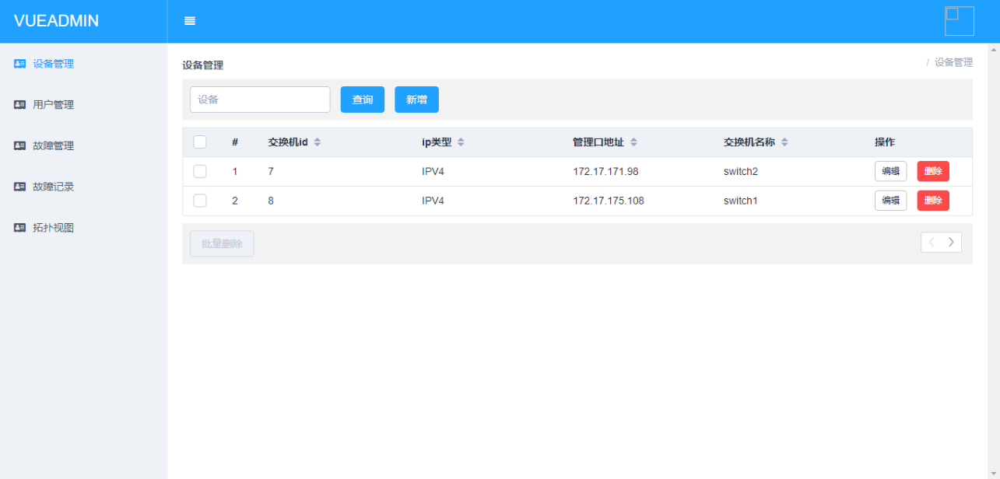 VUEADMIN
设备管理
用户管理
故障管理
故障记录
拓扑视图
设备管理
/ 设备管理
设备 查询 新增
# 交换机id ip类型 管理口地址 交换机名称 操作
1 7 IPV4 172.17.171.98 switch2 编辑 删除
2 8 IPV4 172.17.175.108 switch1 编辑 删除
批量删除